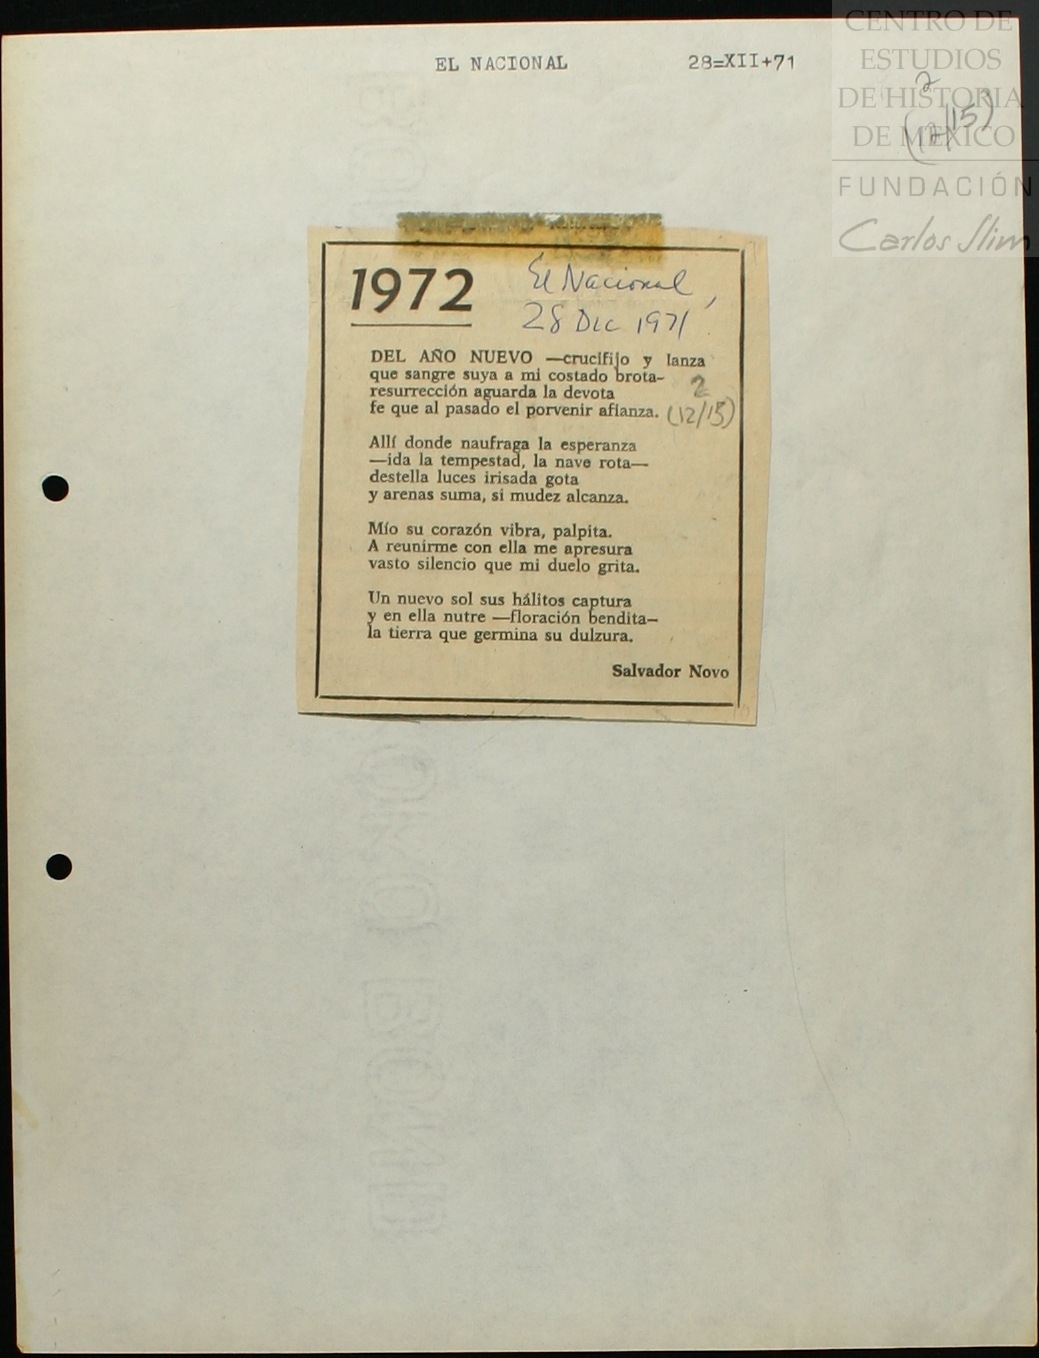 EL NACIONAL 28=XII+71
CENTRO DE
ESTUDIOS
DE HISTORIA
DE MÉXICO
FUNDACIÓN
Carlos Slim
2
(12/15)
1972
El Nacional,
28 Dic 1971
DEL AÑO NUEVO —crucifijo y lanza
que sangre suya a mi costado brota—
resurrección aguarda la devota
fe que al pasado el porvenir afianza.
2
(12/15)
Allí donde naufraga la esperanza
—ida la tempestad, la nave rota—
destella luces irisada gota
y arenas suma, si mudez alcanza.
Mío su corazón vibra, palpita.
A reunirme con ella me apresura
vasto silencio que mi duelo grita.
Un nuevo sol sus hálitos captura
y en ella nutre —floración bendita—
la tierra que germina su dulzura.
Salvador Novo